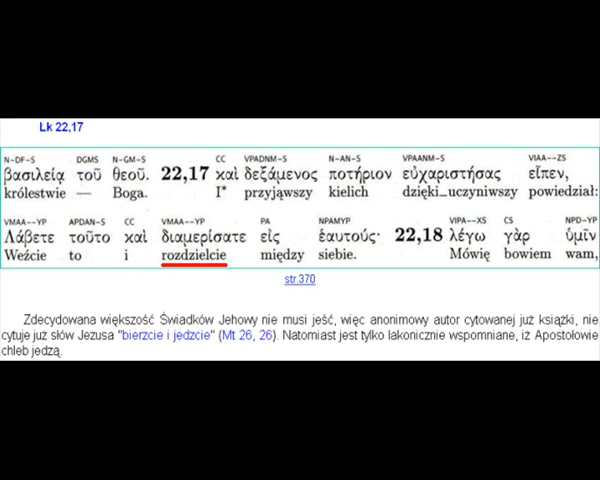 Lk 22,17
N-DF-S DGMS N-GM-S CC VPADNM-S N-AN-S VPAANM-S VIAA--ZS
βασιλείᾳ τοῦ θεοῦ. 22,17 καὶ δεξάμενος ποτήριον εὐχαριστήσας εἶπεν,
królestwie — Boga. I* przyjąwszy kielich dzięki_uczyniwszy powiedział:
VMAA--YP APDAN-S CC VMAA--YP PA NPAMYP VIPA--XS CS NPD-YP
Λάβετε τοῦτο καὶ διαμερίσατε εἰς ἑαυτούς· 22,18 λέγω γὰρ ὑμῖν
Weźcie to i rozdzielcie między siebie. Mówię bowiem wam,
str.370
Zdecydowana większość Świadków Jehowy nie musi jeść, więc anonimowy autor cytowanej już książki, nie
cytuje już słów Jezusa "bierzcie i jedzcie" (Mt 26, 26). Natomiast jest tylko lakonicznie wspomniane, iż Apostołowie
chleb jedzą.